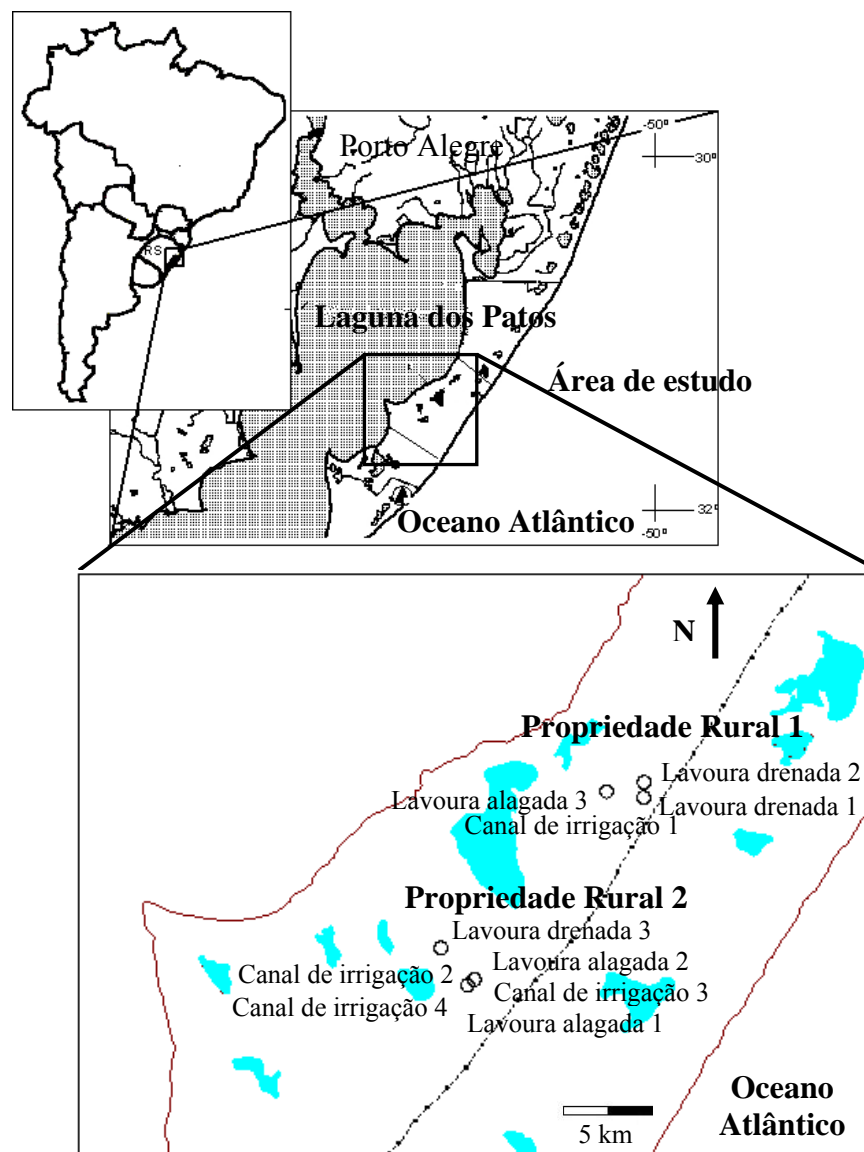 RS
Porto Alegre
-50°
30°
Laguna dos Patos
Área de estudo
Oceano Atlântico
32°
-50°
N
Propriedade Rural 1
Lavoura drenada 2
Lavoura alagada 3
Lavoura drenada 1
Canal de irrigação 1
Propriedade Rural 2
Lavoura drenada 3
Lavoura alagada 2
Canal de irrigação 2
Canal de irrigação 3
Canal de irrigação 4
Lavoura alagada 1
Oceano
Atlântico
5 km